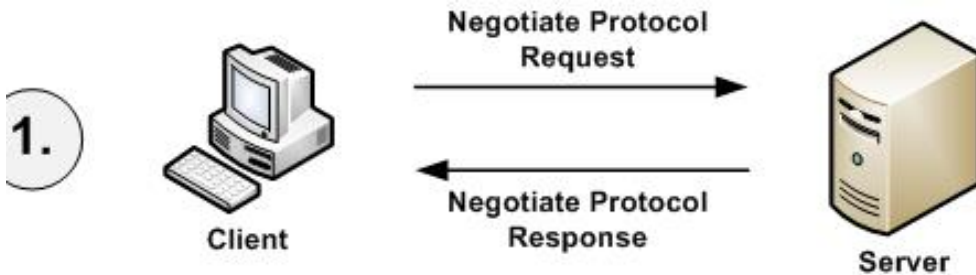 Negotiate Protocol
Request
1.
Negotiate Protocol
Response
Client
Server